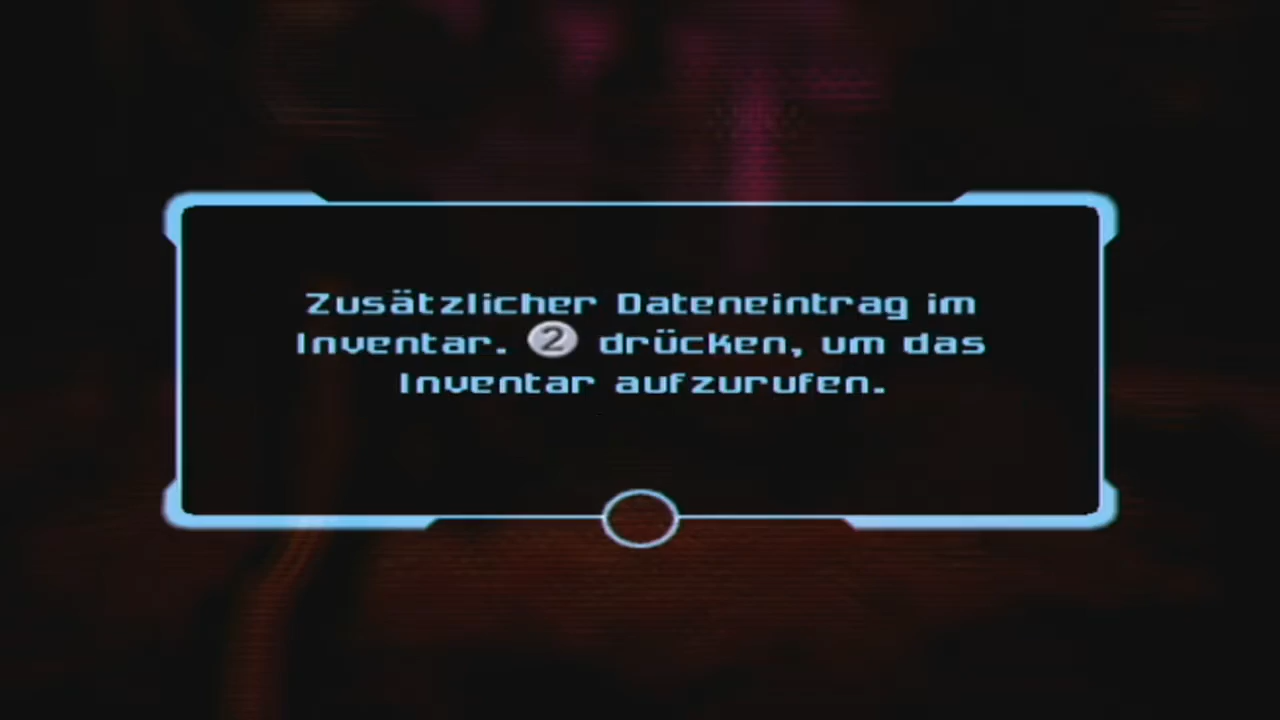 Zusätzlicher Dateneintrag im
Inventar. 2 drücken, um das
Inventar aufzurufen.